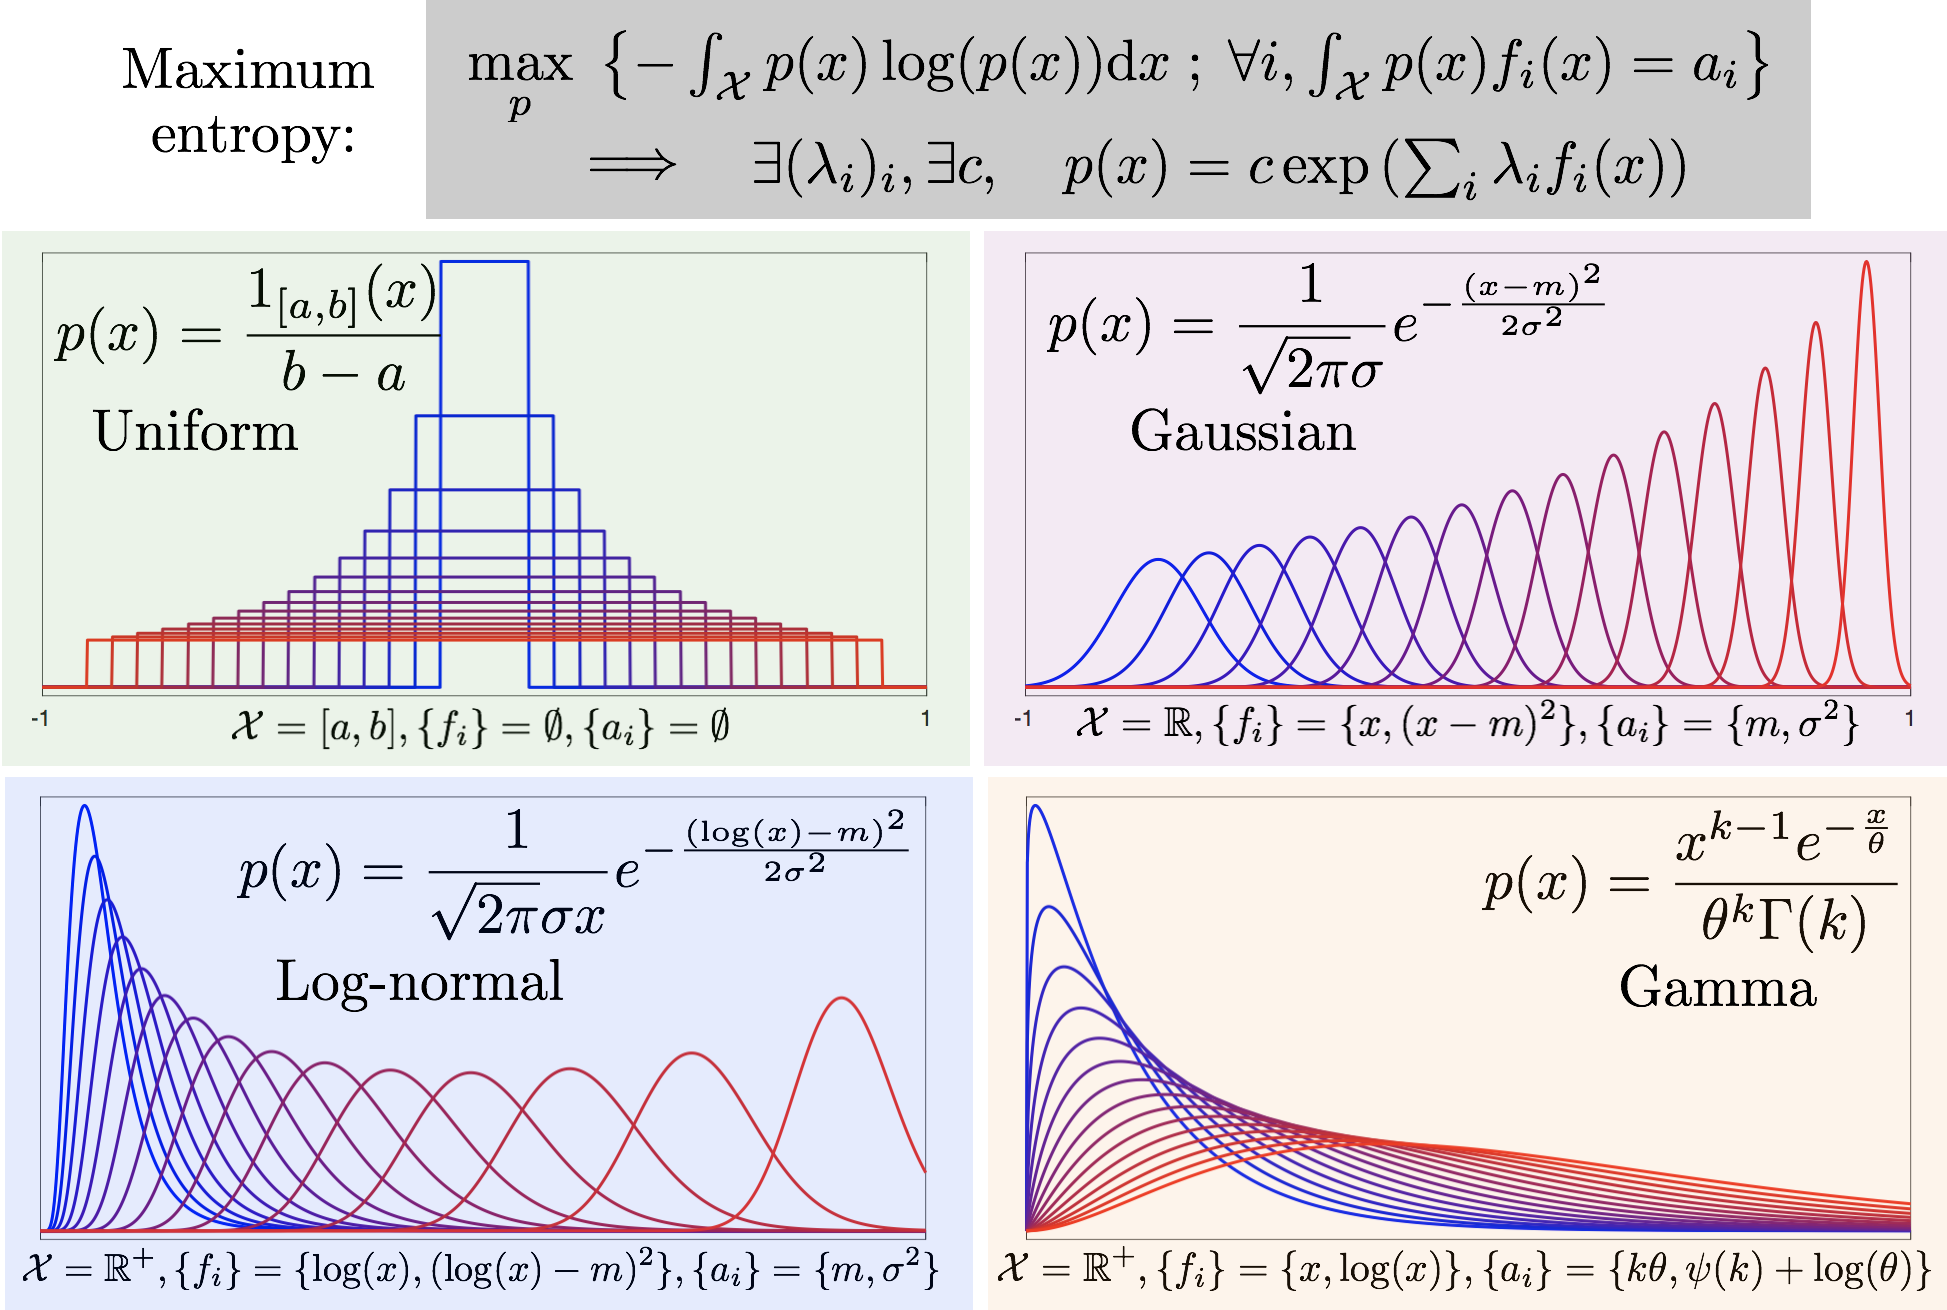 Maximum
entropy:
max_p { − ∫_𝒳 p(x) log(p(x))dx ; ∀i, ∫_𝒳 p(x)f_i(x) = a_i }
⟹ ∃(λ_i)_i, ∃c, p(x) = c exp (∑_i λ_i f_i(x))
p(x) = 1_{[a,b]}(x) / (b − a)
Uniform
-1 1
𝒳 = [a, b], {f_i} = ∅, {a_i} = ∅
p(x) = 1/(√(2π)σ) e^{−(x−m)²/(2σ²)}
Gaussian
-1 1
𝒳 = ℝ, {f_i} = {x, (x − m)²}, {a_i} = {m, σ²}
p(x) = 1/(√(2π)σx) e^{−(log(x)−m)²/(2σ²)}
Log-normal
𝒳 = ℝ⁺, {f_i} = {log(x), (log(x) − m)²}, {a_i} = {m, σ²}
p(x) = x^{k−1} e^{−x/θ} / (θ^k Γ(k))
Gamma
𝒳 = ℝ⁺, {f_i} = {x, log(x)}, {a_i} = {kθ, ψ(k) + log(θ)}